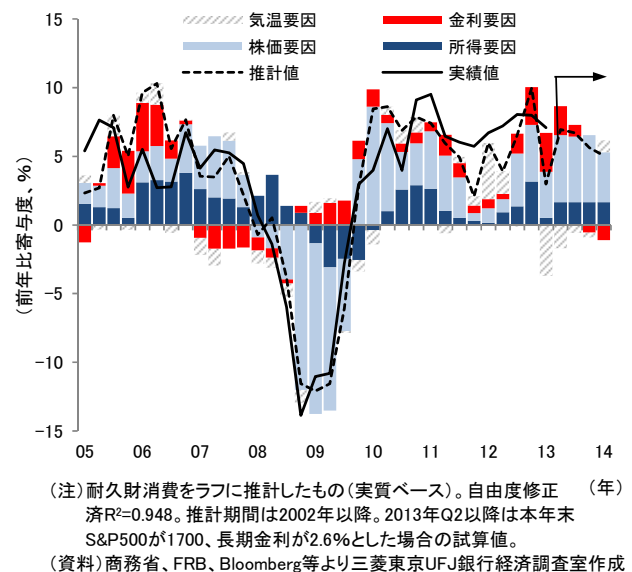 気温要因 金利要因
株価要因 所得要因
推計値 実績値
(前年比寄与度、%)
15
10
5
0
-5
-10
-15
05 06 07 08 09 10 11 12 13 14
(年)
(注)耐久財消費をラフに推計したもの(実質ベース)。自由度修正
済R²=0.948。推計期間は2002年以降。2013年Q2以降は本年末
S&P500が1700、長期金利が2.6%とした場合の試算値。
(資料)商務省、FRB、Bloomberg等より三菱東京UFJ銀行経済調査室作成